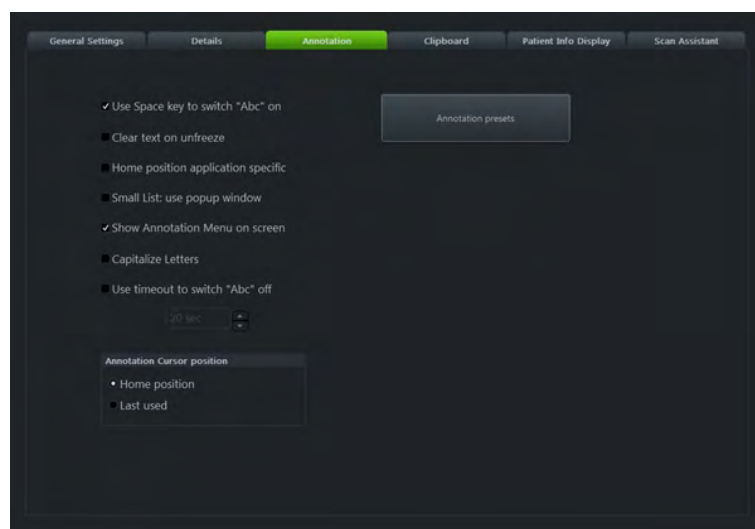 General Settings
Details
Annotation
Clipboard
Patient Info Display
Scan Assistant
Use Space key to switch "Abc" on
Annotation presets
Clear text on unfreeze
Home position application specific
Small List: use popup window
Show Annotation Menu on screen
Capitalize Letters
Use timeout to switch "Abc" off
20 sec
Annotation Cursor position
Home position
Last used